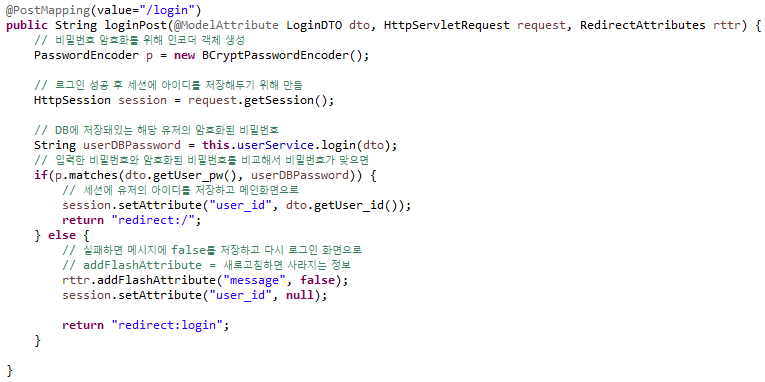 @PostMapping(value="/login")
public String loginPost(@ModelAttribute LoginDTO dto, HttpServletRequest request, RedirectAttributes rttr) {
// 비밀번호 암호화를 위해 인코더 객체 생성
PasswordEncoder p = new BCryptPasswordEncoder();
// 로그인 성공 후 세션에 아이디를 저장해두기 위해 만듬
HttpSession session = request.getSession();
// DB에 저장돼있는 해당 유저의 암호화된 비밀번호
String userDBPassword = this.userService.login(dto);
// 입력한 비밀번호와 암호화된 비밀번호를 비교해서 비밀번호가 맞으면
if(p.matches(dto.getUser_pw(), userDBPassword)) {
// 세션에 유저의 아이디를 저장하고 메인화면으로
session.setAttribute("user_id", dto.getUser_id());
return "redirect:/";
} else {
// 실패하면 메시지에 false를 저장하고 다시 로그인 화면으로
// addFlashAttribute = 새로고침하면 사라지는 정보
rttr.addFlashAttribute("message", false);
session.setAttribute("user_id", null);
return "redirect:login";
}
}